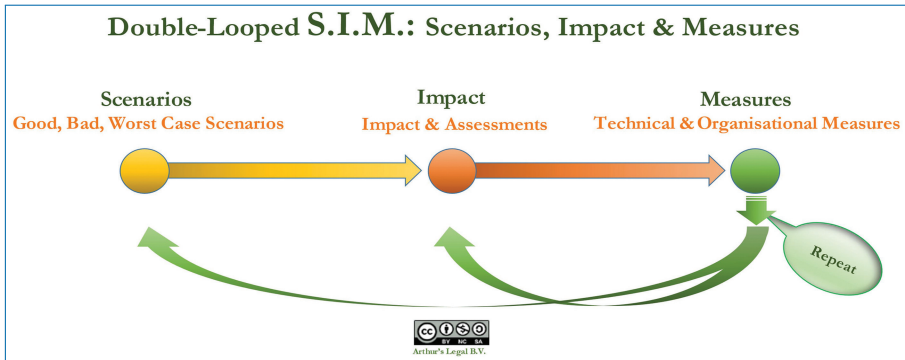 Double-Looped S.I.M.: Scenarios, Impact & Measures
Scenarios
Good, Bad, Worst Case Scenarios
Impact
Impact & Assessments
Measures
Technical & Organisational Measures
Repeat
cc
BY NC SA
Arthur's Legal B.V.